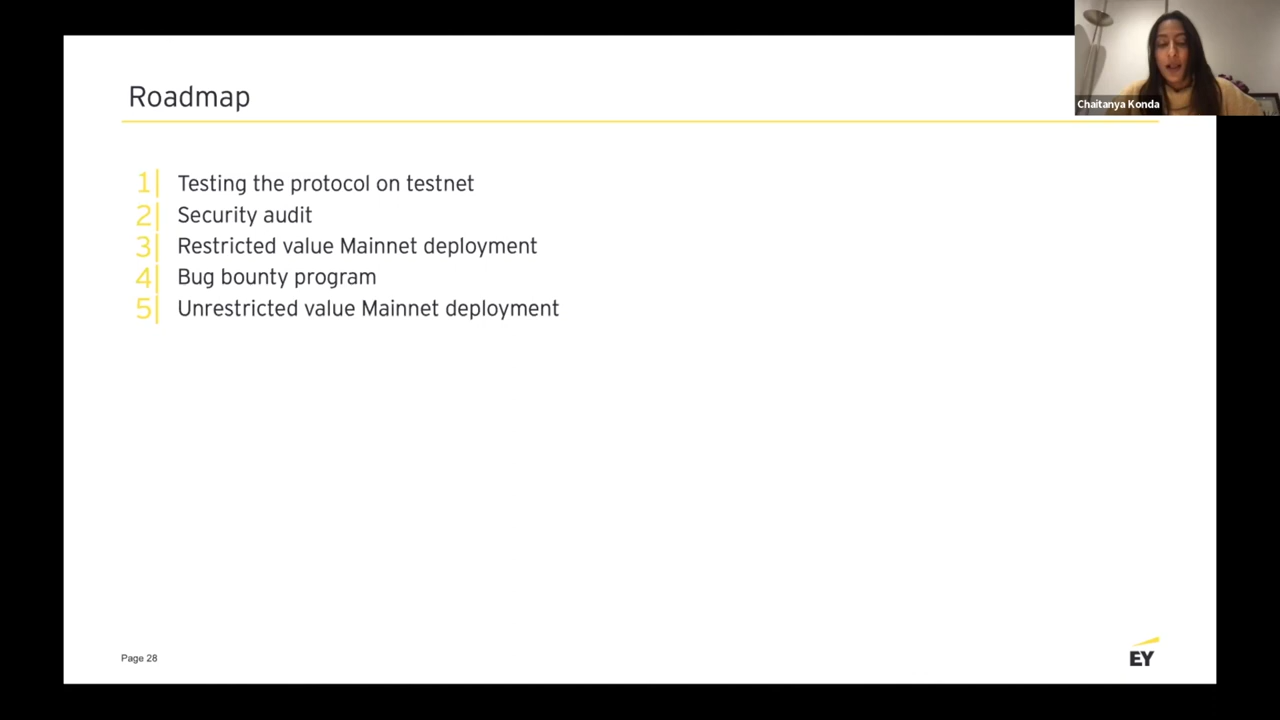 Roadmap
Chaitanya Konda
1 Testing the protocol on testnet
2 Security audit
3 Restricted value Mainnet deployment
4 Bug bounty program
5 Unrestricted value Mainnet deployment
Page 28
EY